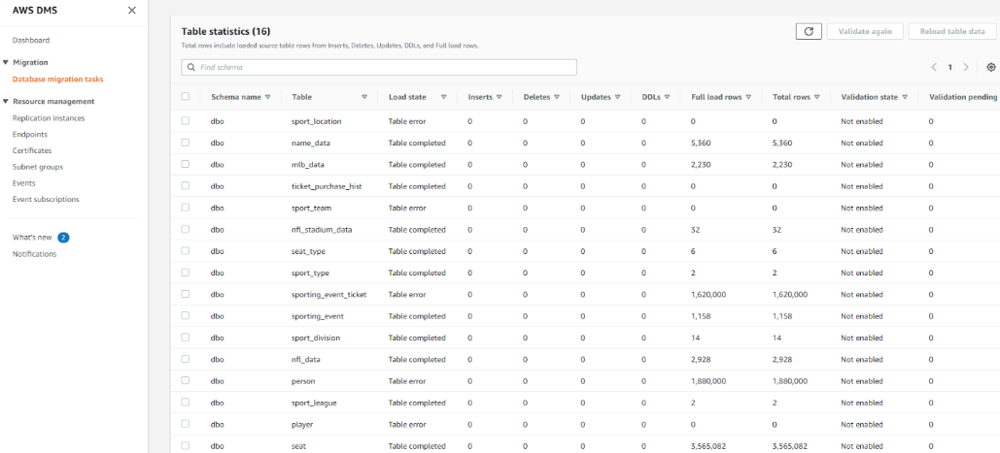 AWS DMS
Dashboard
Migration
Database migration tasks
Resource management
Replication instances
Endpoints
Certificates
Subnet groups
Events
Event subscriptions
What's new 2
Notifications
Table statistics (16)
Validate again Reload table data
Total rows include loaded source table rows from Inserts, Deletes, Updates, DDLs, and Full load rows.
Find schema
1
Schema name Table Load state Inserts Deletes Updates DDLs Full load rows Total rows Validation state Validation pending
dbo sport_location Table error 0 0 0 0 0 0 Not enabled 0
dbo name_data Table completed 0 0 0 0 5,360 5,360 Not enabled 0
dbo mlb_data Table completed 0 0 0 0 2,230 2,230 Not enabled 0
dbo ticket_purchase_hist Table completed 0 0 0 0 0 0 Not enabled 0
dbo sport_team Table error 0 0 0 0 0 0 Not enabled 0
dbo nfl_stadium_data Table completed 0 0 0 0 32 32 Not enabled 0
dbo seat_type Table completed 0 0 0 0 6 6 Not enabled 0
dbo sport_type Table completed 0 0 0 0 2 2 Not enabled 0
dbo sporting_event_ticket Table error 0 0 0 0 1,620,000 1,620,000 Not enabled 0
dbo sporting_event Table completed 0 0 0 0 1,158 1,158 Not enabled 0
dbo sport_division Table completed 0 0 0 0 14 14 Not enabled 0
dbo nfl_data Table completed 0 0 0 0 2,928 2,928 Not enabled 0
dbo person Table error 0 0 0 0 1,880,000 1,880,000 Not enabled 0
dbo sport_league Table completed 0 0 0 0 2 2 Not enabled 0
dbo player Table error 0 0 0 0 0 0 Not enabled 0
dbo seat Table completed 0 0 0 0 3,565,082 3,565,082 Not enabled 0